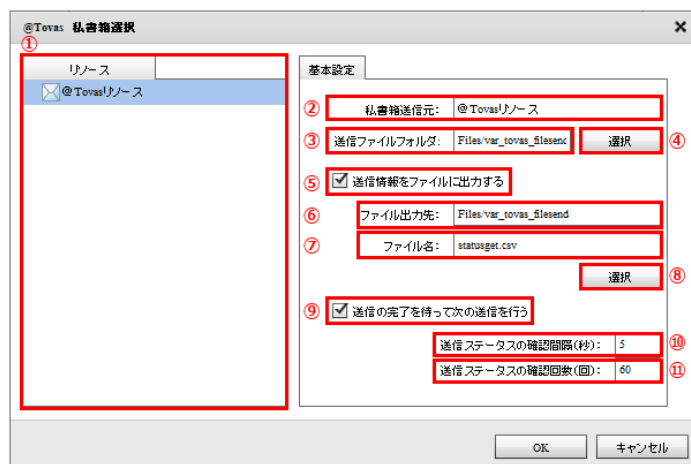 @Tovas 私書箱選択
①
リソース
@Tovasリソース
基本設定
② 私書箱送信元: @Tovasリソース
③ 送信ファイルフォルダ: Files/var_tovas_filesend 選択 ④
⑤ 送信情報をファイルに出力する
⑥ ファイル出力先: Files/var_tovas_filesend
⑦ ファイル名: statusget.csv
選択 ⑧
⑨ 送信の完了を待って次の送信を行う
送信ステータスの確認間隔(秒): 5 ⑩
送信ステータスの確認回数(回): 60 ⑪
OK キャンセル